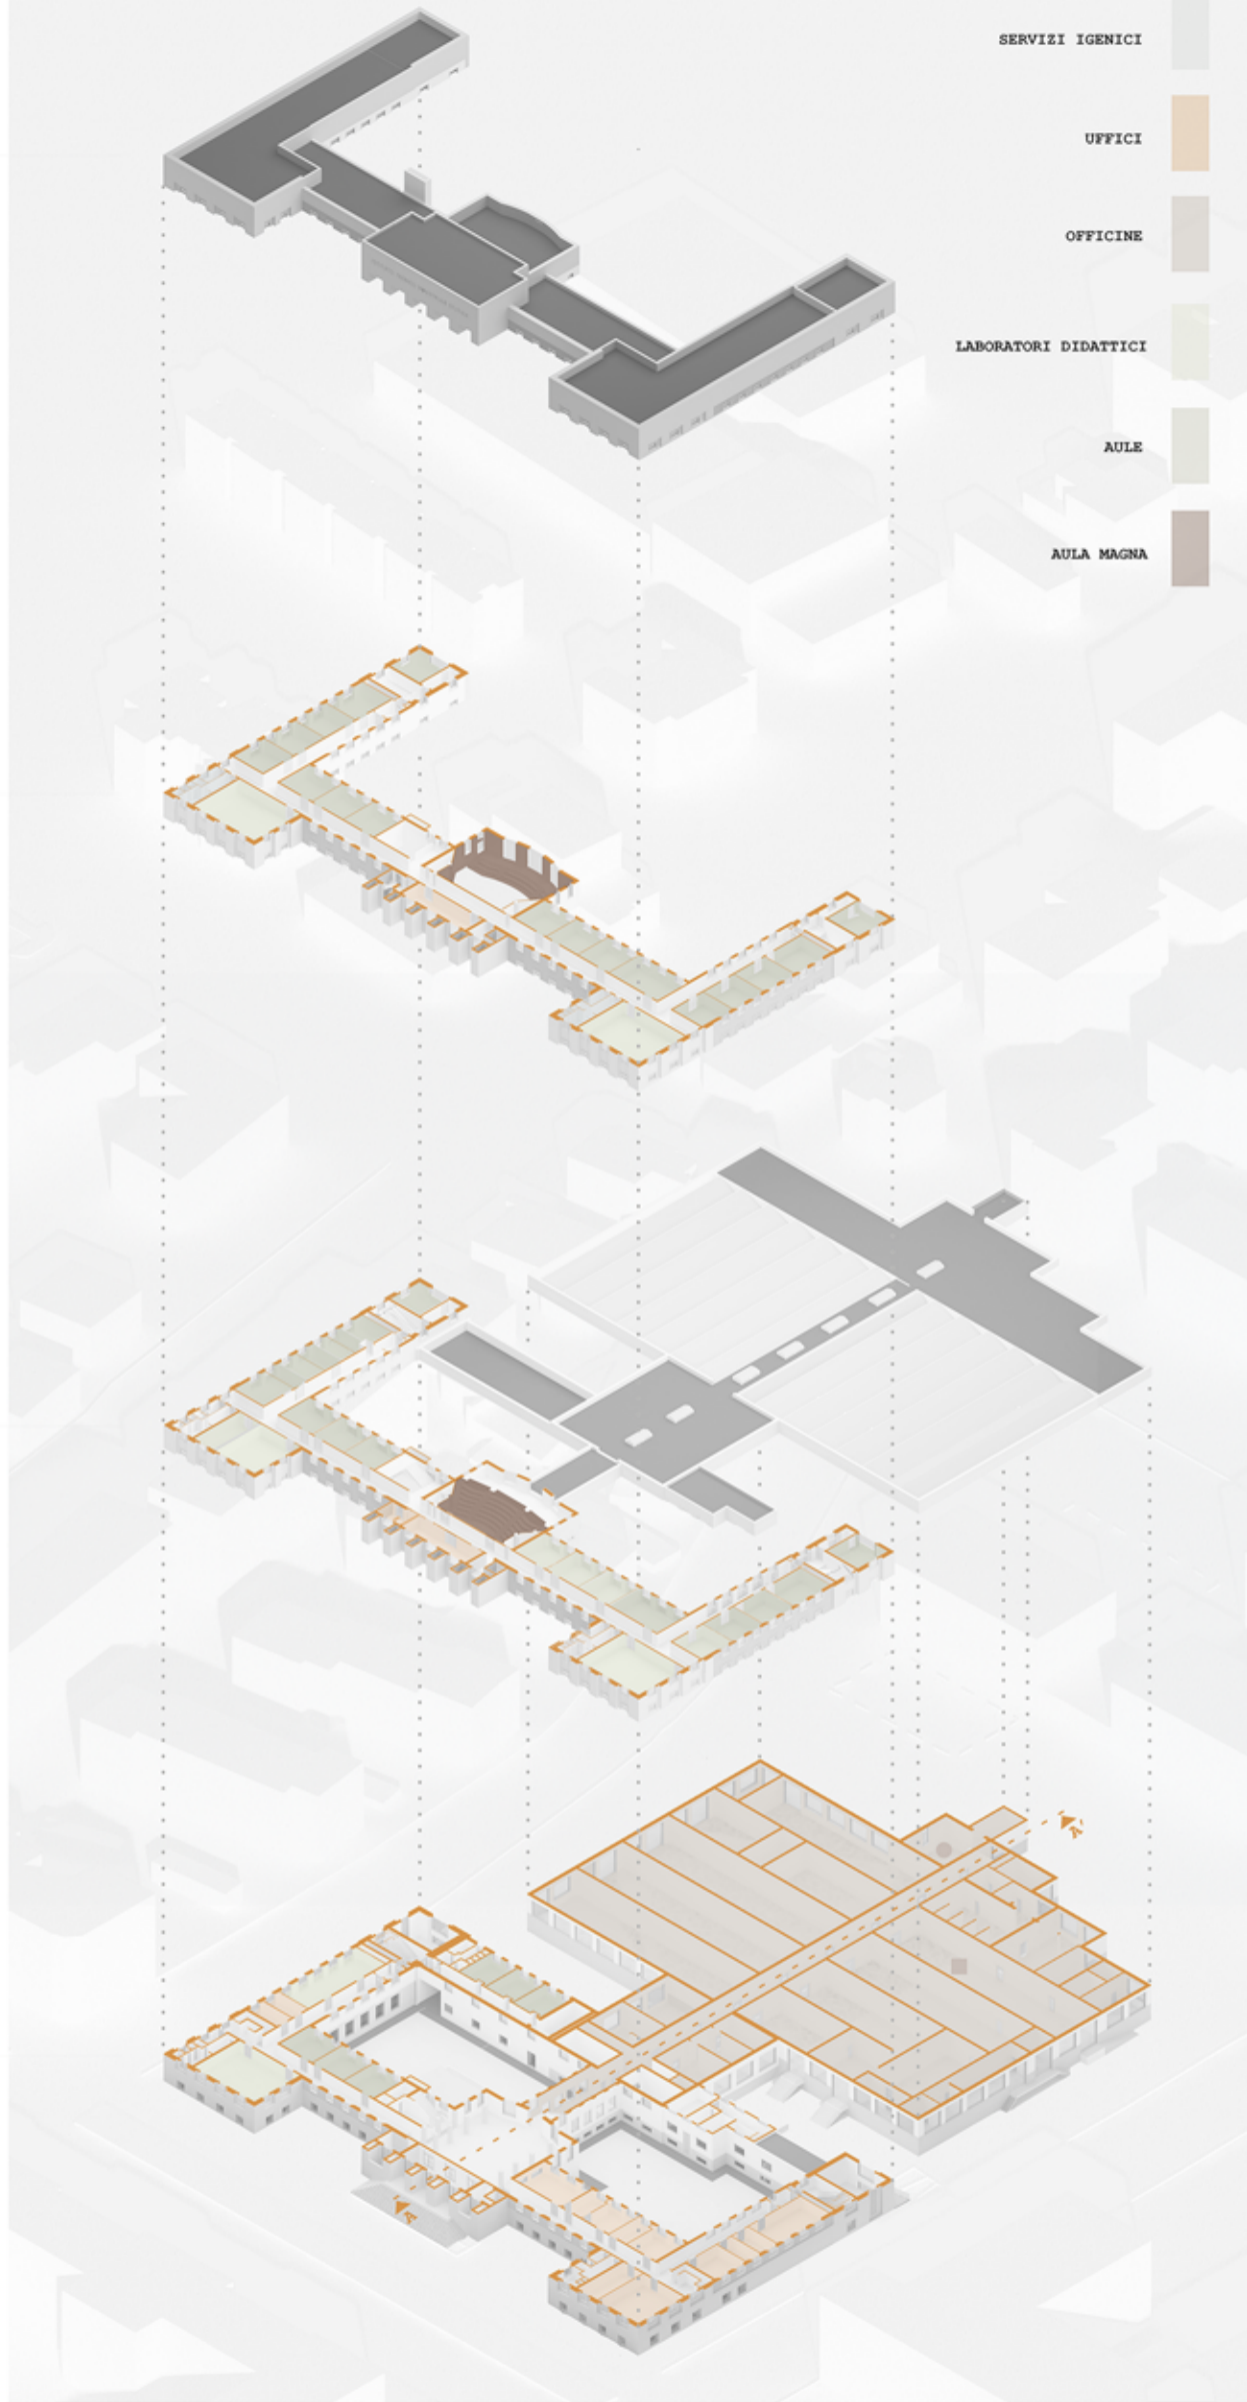 SERVIZI IGENICI
UFFICI
OFFICINE
LABORATORI DIDATTICI
AULE
AULA MAGNA